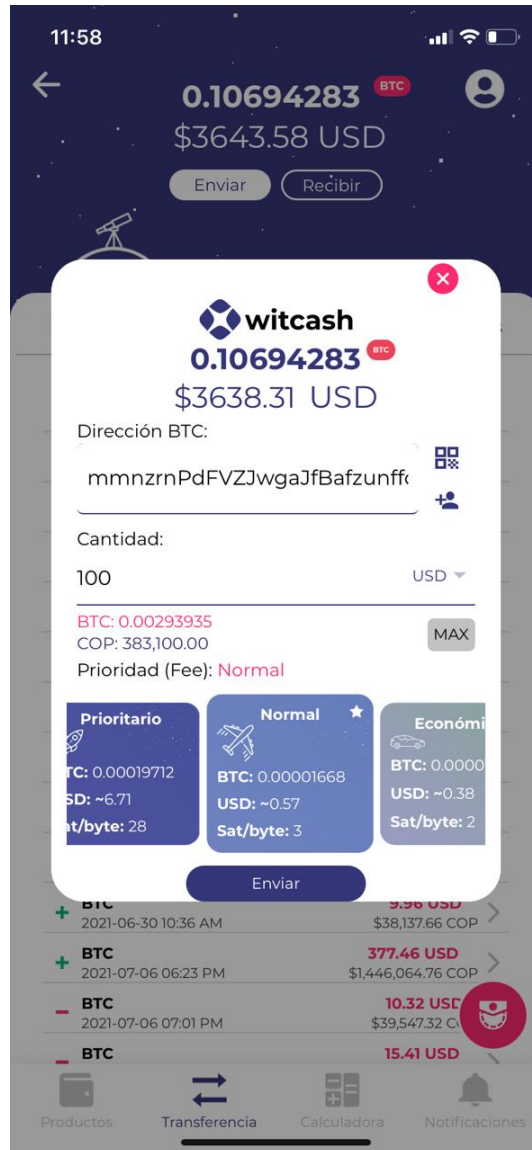 11:58
0.10694283 BTC
$3643.58 USD
Enviar Recibir
witcash
0.10694283 BTC
$3638.31 USD
Dirección BTC:
mmnzrnPdFVZJwgaJfBafzunff
Cantidad:
100 USD
BTC: 0.00293935
COP: 383,100.00
MAX
Prioridad (Fee): Normal
Prioritario
TC: 0.00019712
SD: ~6.71
at/byte: 28
Normal
BTC: 0.00001668
USD: ~0.57
Sat/byte: 3
Económi
BTC: 0.0000
USD: ~0.38
Sat/byte: 2
Enviar
+ BTC 9.96 USD
2021-06-30 10:36 AM $38,137.66 COP
+ BTC 377.46 USD
2021-07-06 06:23 PM $1,446,064.76 COP
- BTC 10.32 USD
2021-07-06 07:01 PM $39,547.32 C
- BTC 15.41 USD
Productos Transferencia Calculadora Notificaciones